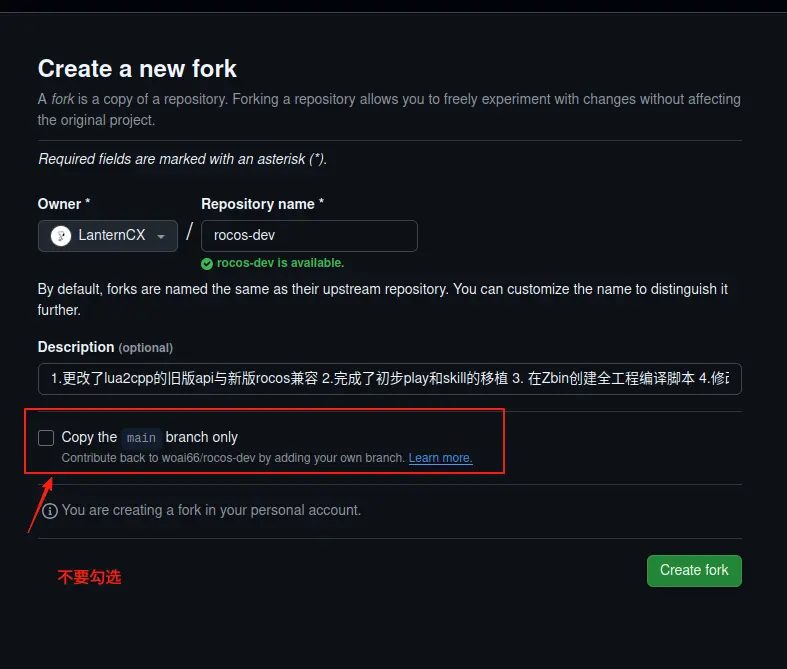 Create a new fork
A fork is a copy of a repository. Forking a repository allows you to freely experiment with changes without affecting
the original project.
Required fields are marked with an asterisk (*).
Owner *
Repository name *
LanternCX
/
rocos-dev
rocos-dev is available.
By default, forks are named the same as their upstream repository. You can customize the name to distinguish it
further.
Description (optional)
1.更改了lua2cpp的旧版api与新版rocos兼容 2.完成了初步play和skill的移植 3. 在Zbin创建全工程编译脚本 4.修
Copy the main branch only
Contribute back to woai66/rocos-dev by adding your own branch. Learn more.
You are creating a fork in your personal account.
不要勾选
Create fork